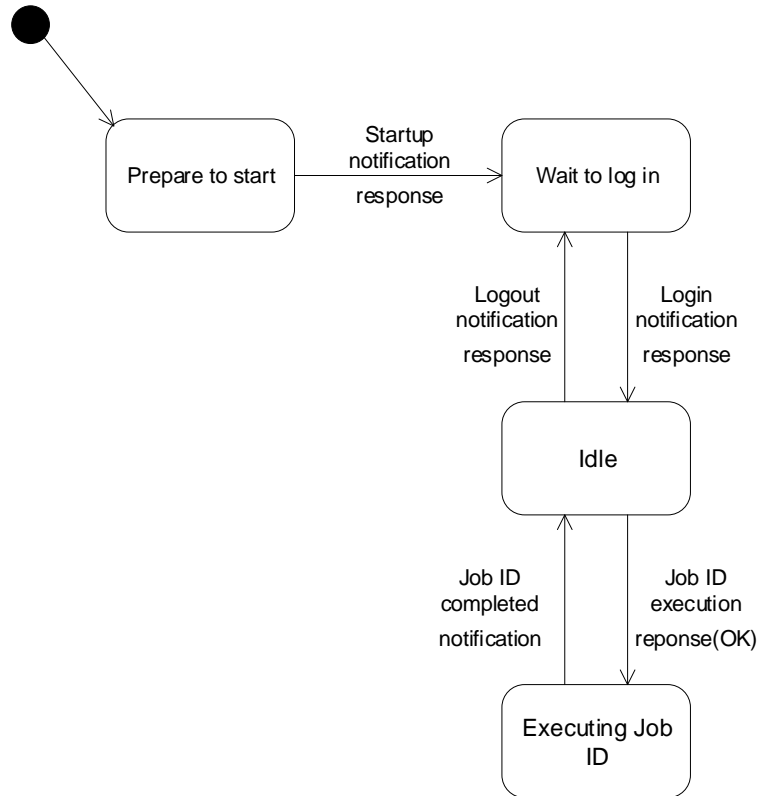 Startup
notification
response
Prepare to start
Wait to log in
Logout
notification
response
Login
notification
response
Idle
Job ID
completed
notification
Job ID
execution
reponse(OK)
Executing Job
ID